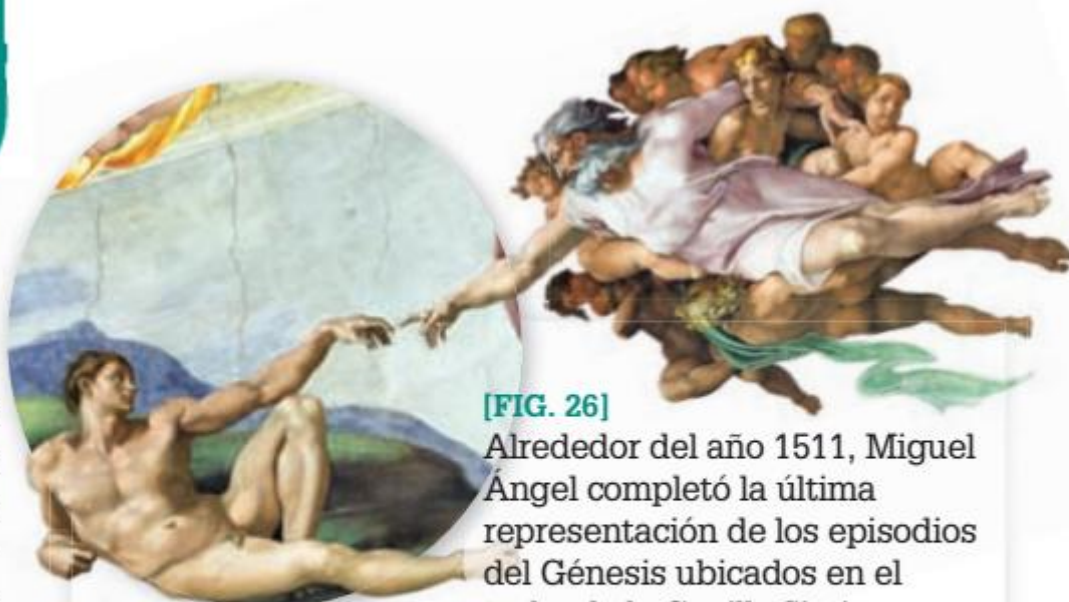 [FIG. 26]
Alrededor del año 1511, Miguel
Ángel completó la última
representación de los episodios
del Génesis ubicados en el